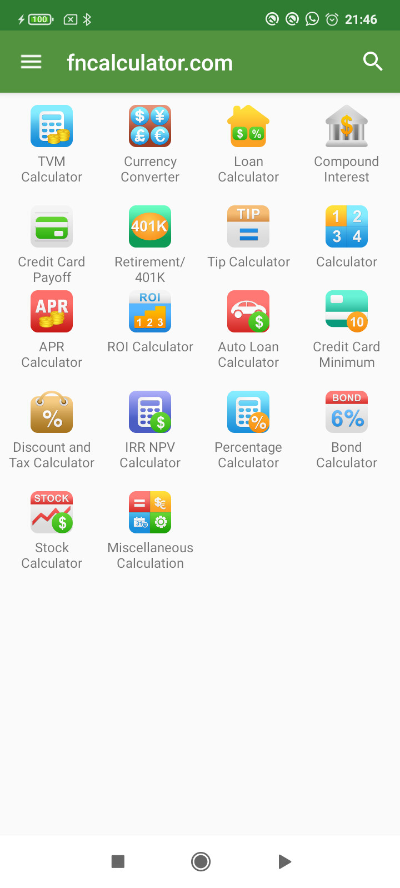 100 21:46
fncalculator.com
$ ¥ £ € $ % $
TVM Calculator
Currency Converter
Loan Calculator
Compound Interest
401K TIP 1 2 3 4
Credit Card Payoff
Retirement/ 401K
Tip Calculator
Calculator
APR ROI 1 2 3 $ 10
APR Calculator
ROI Calculator
Auto Loan Calculator
Credit Card Minimum
% $ % BOND 6%
Discount and Tax Calculator
IRR NPV Calculator
Percentage Calculator
Bond Calculator
STOCK $
Stock Calculator
Miscellaneous Calculation